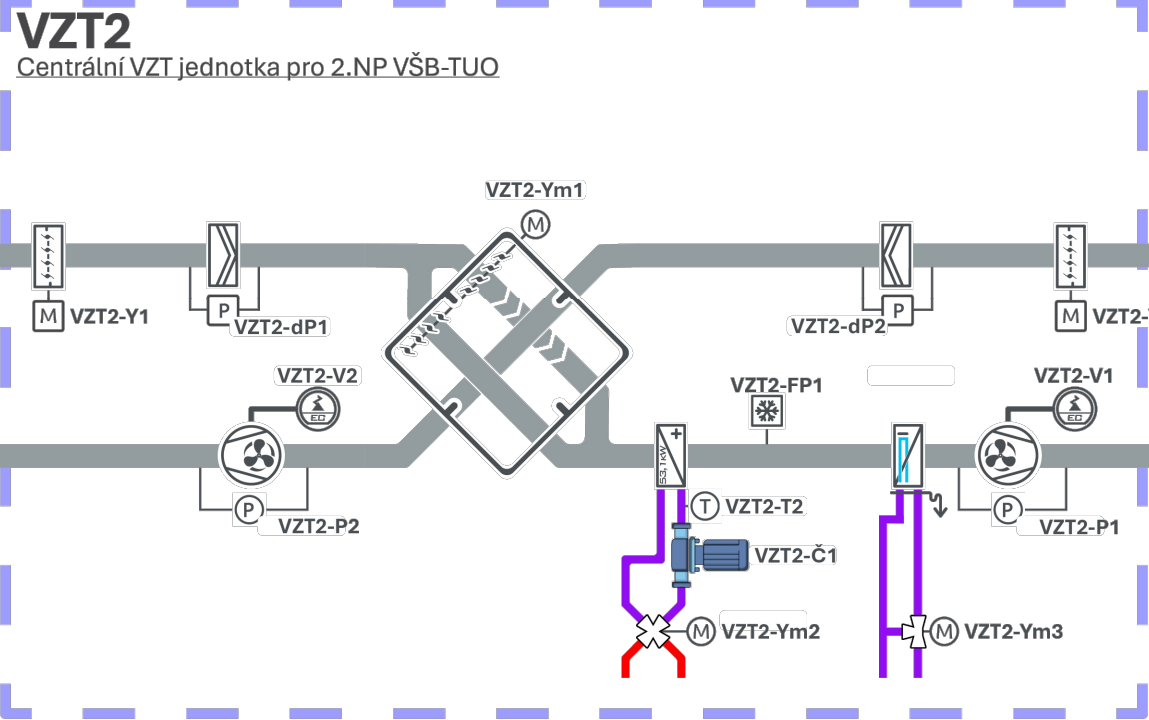 VZT2
Centrální VZT jednotka pro 2.NP VŠB-TUO
VZT2-Ym1
M
M
VZT2-Y1
P
VZT2-dP1
P
VZT2-dP2
M
VZT2-
VZT2-V2
EC
VZT2-FP1
VZT2-V1
EC
+
53,1kW
P
VZT2-P2
T
VZT2-T2
P
VZT2-P1
VZT2-Č1
M
VZT2-Ym2
M
VZT2-Ym3